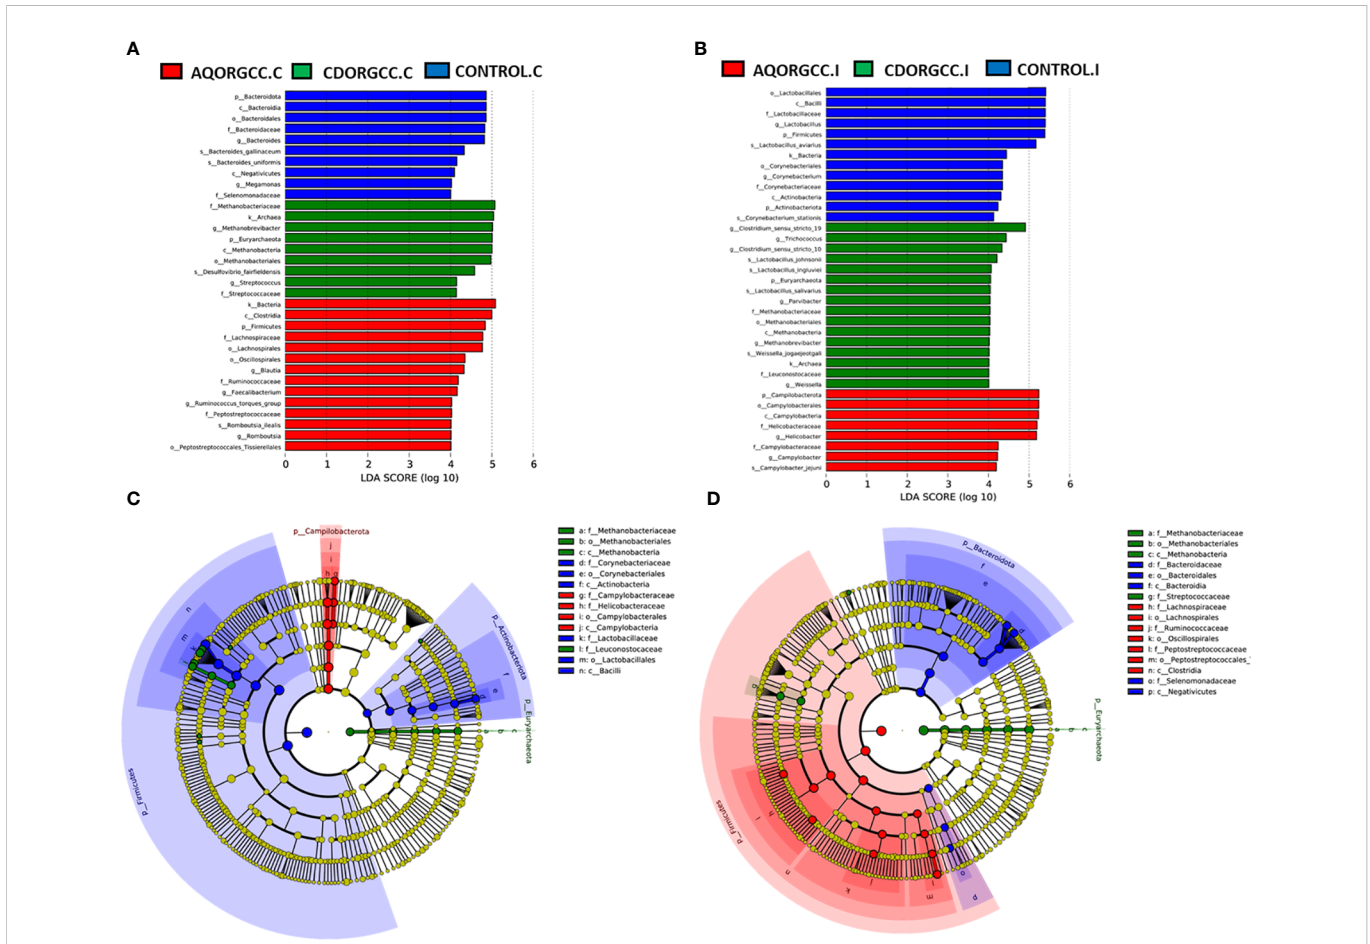 A
AQORGCC.C CDORGCC.C CONTROL.C
p__Bacteroidota
c__Bacteroidia
o__Bacteroidales
f__Bacteroidaceae
g__Bacteroides
s__Bacteroides_gallinaceum
s__Bacteroides_uniformis
c__Negativicutes
g__Megamonas
f__Selenomonadaceae
f__Methanobacteriaceae
k__Archaea
g__Methanobrevibacter
p__Euryarchaeota
c__Methanobacteria
o__Methanobacteriales
s__Desulfovibrio_fairfieldensis
g__Streptococcus
f__Streptococcaceae
k__Bacteria
c__Clostridia
p__Firmicutes
f__Lachnospiraceae
o__Lachnospirales
o__Oscillospirales
g__Blautia
f__Ruminococcaceae
g__Faecalibacterium
g__Ruminococcus_torques_group
f__Peptostreptococcaceae
s__Romboutsia_ilealis
g__Romboutsia
o__Peptostreptococcales_Tissierellales
0 1 2 3 4 5 6
LDA SCORE (log 10)
B
AQORGCC.I CDORGCC.I CONTROL.I
o__Lactobacillales
c__Bacilli
f__Lactobacillaceae
g__Lactobacillus
p__Firmicutes
s__Lactobacillus_aviarius
k__Bacteria
o__Corynebacteriales
g__Corynebacterium
f__Corynebacteriaceae
c__Actinobacteria
p__Actinobacteriota
s__Corynebacterium_stationis
g__Clostridium_sensu_stricto_19
g__Trichococcus
g__Clostridium_sensu_stricto_10
s__Lactobacillus_johnsonii
s__Lactobacillus_ingluviei
p__Euryarchaeota
s__Lactobacillus_salivarius
g__Parvibacter
f__Methanobacteriaceae
o__Methanobacteriales
c__Methanobacteria
g__Methanobrevibacter
s__Weissella_jogaejeotgali
k__Archaea
f__Leuconostocaceae
g__Weissella
p__Campilobacterota
o__Campylobacterales
c__Campylobacteria
f__Helicobacteraceae
g__Helicobacter
f__Campylobacteraceae
g__Campylobacter
s__Campylobacter_jejuni
0 1 2 3 4 5 6
LDA SCORE (log 10)
C
p__Campilobacterota
j
i
h g
p__Actinobacteriota
f
e
d
p__Euryarchaeota
a b c
n
m
k
p__Firmicutes
a: f__Methanobacteriaceae
b: o__Methanobacteriales
c: c__Methanobacteria
d: f__Corynebacteriaceae
e: o__Corynebacteriales
f: c__Actinobacteria
g: f__Campylobacteraceae
h: f__Helicobacteraceae
i: o__Campylobacterales
j: c__Campylobacteria
k: f__Lactobacillaceae
l: f__Leuconostocaceae
m: o__Lactobacillales
n: c__Bacilli
D
p__Bacteroidota
f
e
d
p__Euryarchaeota
a b c
g
p__Firmicutes
h
i
j
k
l
m
n
o
p
a: f__Methanobacteriaceae
b: o__Methanobacteriales
c: c__Methanobacteria
d: f__Bacteroidaceae
e: o__Bacteroidales
f: c__Bacteroidia
g: f__Streptococcaceae
h: f__Lachnospiraceae
i: o__Lachnospirales
j: f__Ruminococcaceae
k: o__Oscillospirales
l: f__Peptostreptococcaceae
m: o__Peptostreptococcales_
n: c__Clostridia
o: f__Selenomonadaceae
p: c__Negativicutes